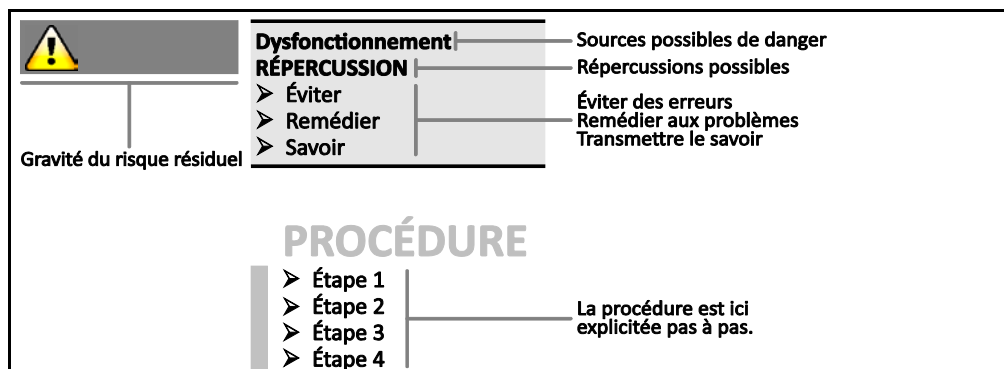 Dysfonctionnement
RÉPERCUSSION
➢ Éviter
➢ Remédier
➢ Savoir
Sources possibles de danger
Répercussions possibles
Éviter des erreurs
Remédier aux problèmes
Transmettre le savoir
Gravité du risque résiduel
PROCÉDURE
➢ Étape 1
➢ Étape 2
➢ Étape 3
➢ Étape 4
La procédure est ici
explicitée pas à pas.